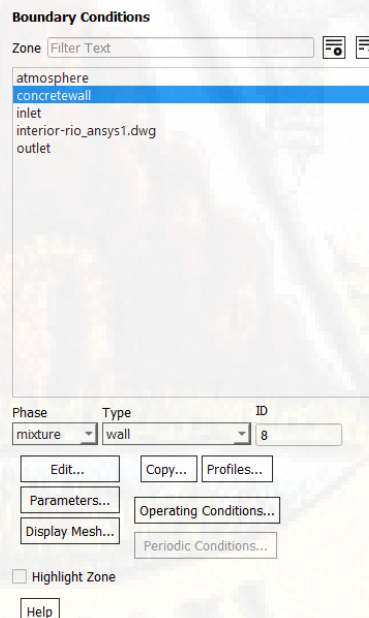 Boundary Conditions
Zone Filter Text
atmosphere
concretewall
inlet
interior-rio_ansys1.dwg
outlet
Phase Type ID
mixture wall 8
Edit... Copy... Profiles...
Parameters... Operating Conditions...
Display Mesh... Periodic Conditions...
Highlight Zone
Help